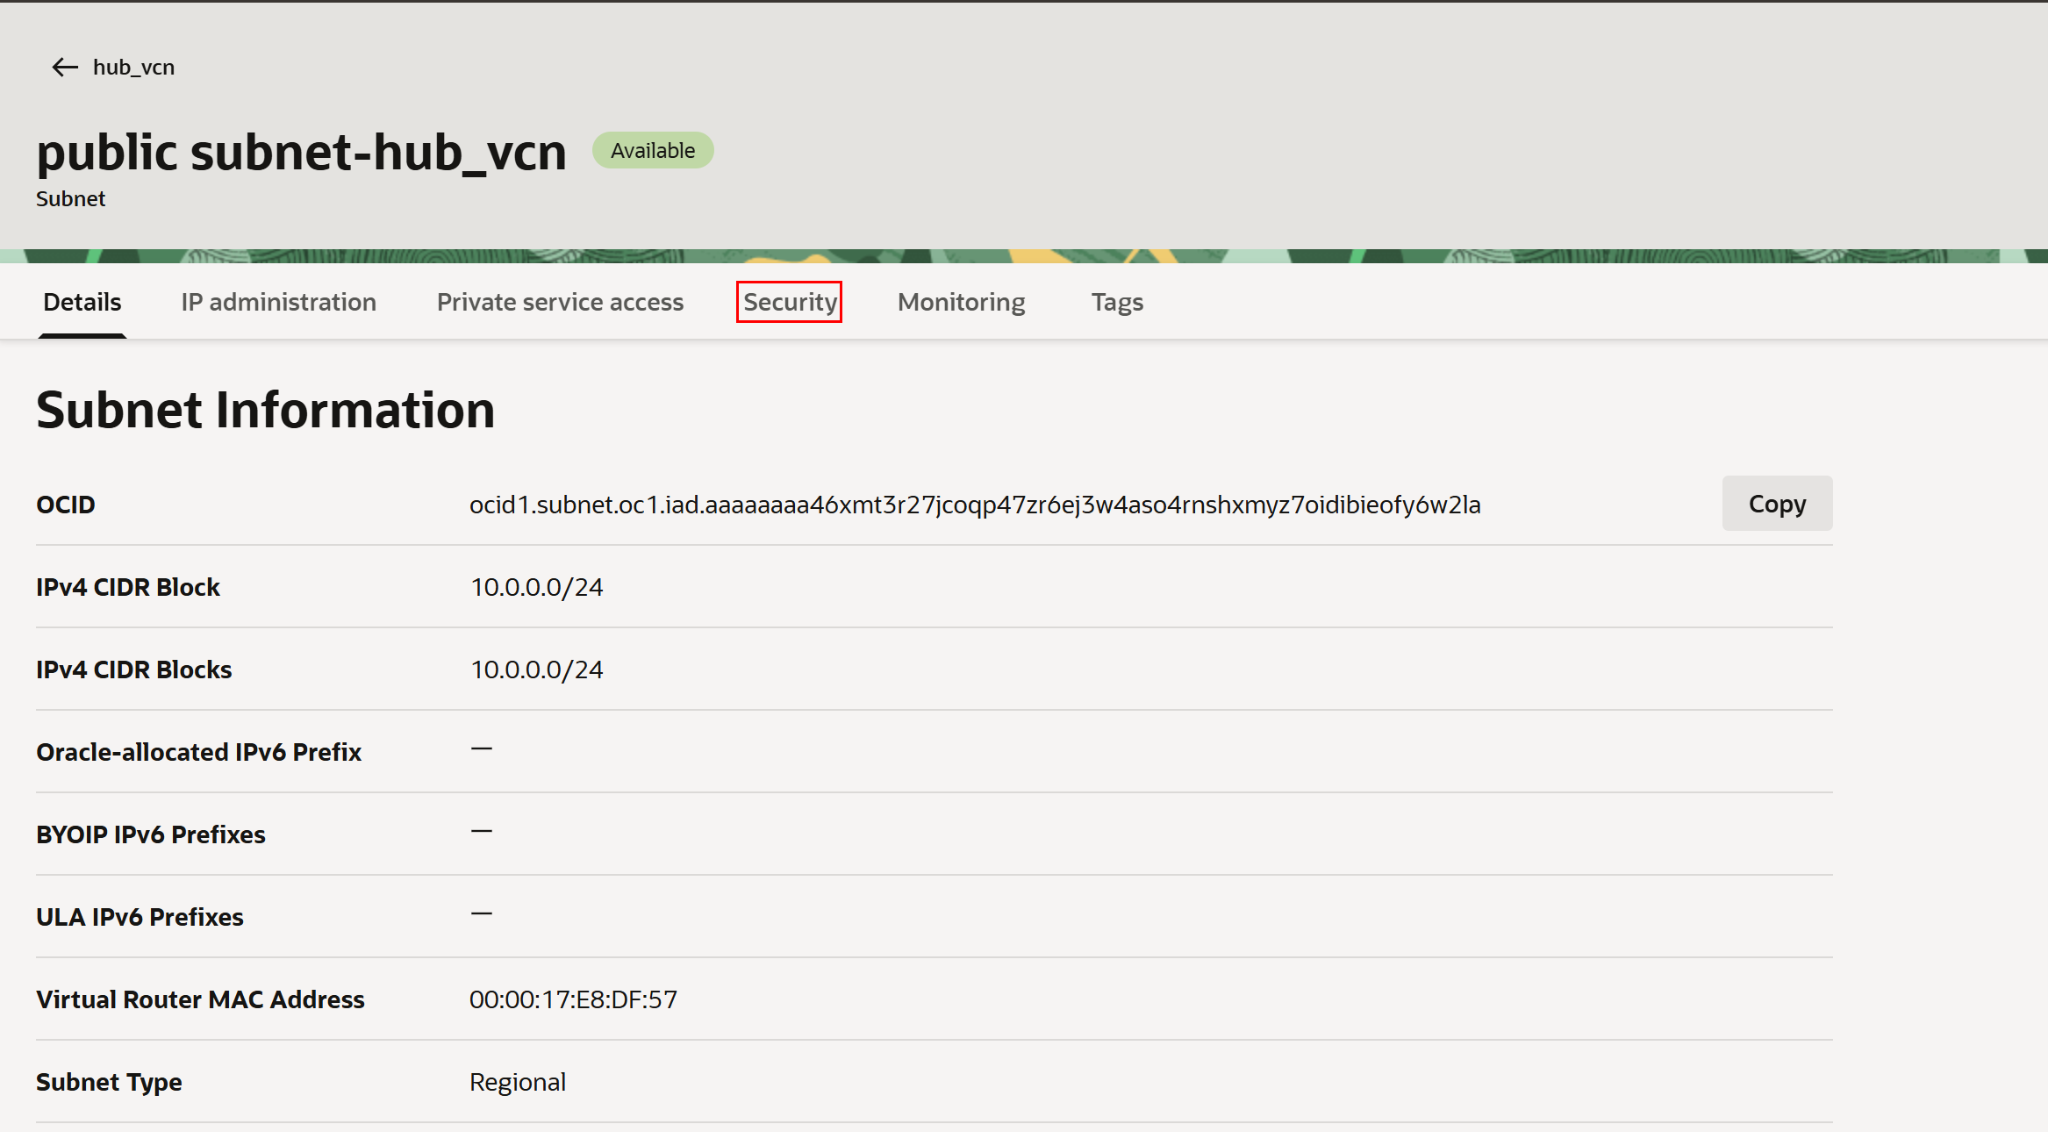 ← hub_vcn
public subnet-hub_vcn Available
Subnet
Details IP administration Private service access Security Monitoring Tags
Subnet Information
OCID ocid1.subnet.oc1.iad.aaaaaaaa46xmt3r27jcoqp47zr6ej3w4aso4rnshxmyz7oidibieofy6w2la Copy
IPv4 CIDR Block 10.0.0.0/24
IPv4 CIDR Blocks 10.0.0.0/24
Oracle-allocated IPv6 Prefix —
BYOIP IPv6 Prefixes —
ULA IPv6 Prefixes —
Virtual Router MAC Address 00:00:17:E8:DF:57
Subnet Type Regional